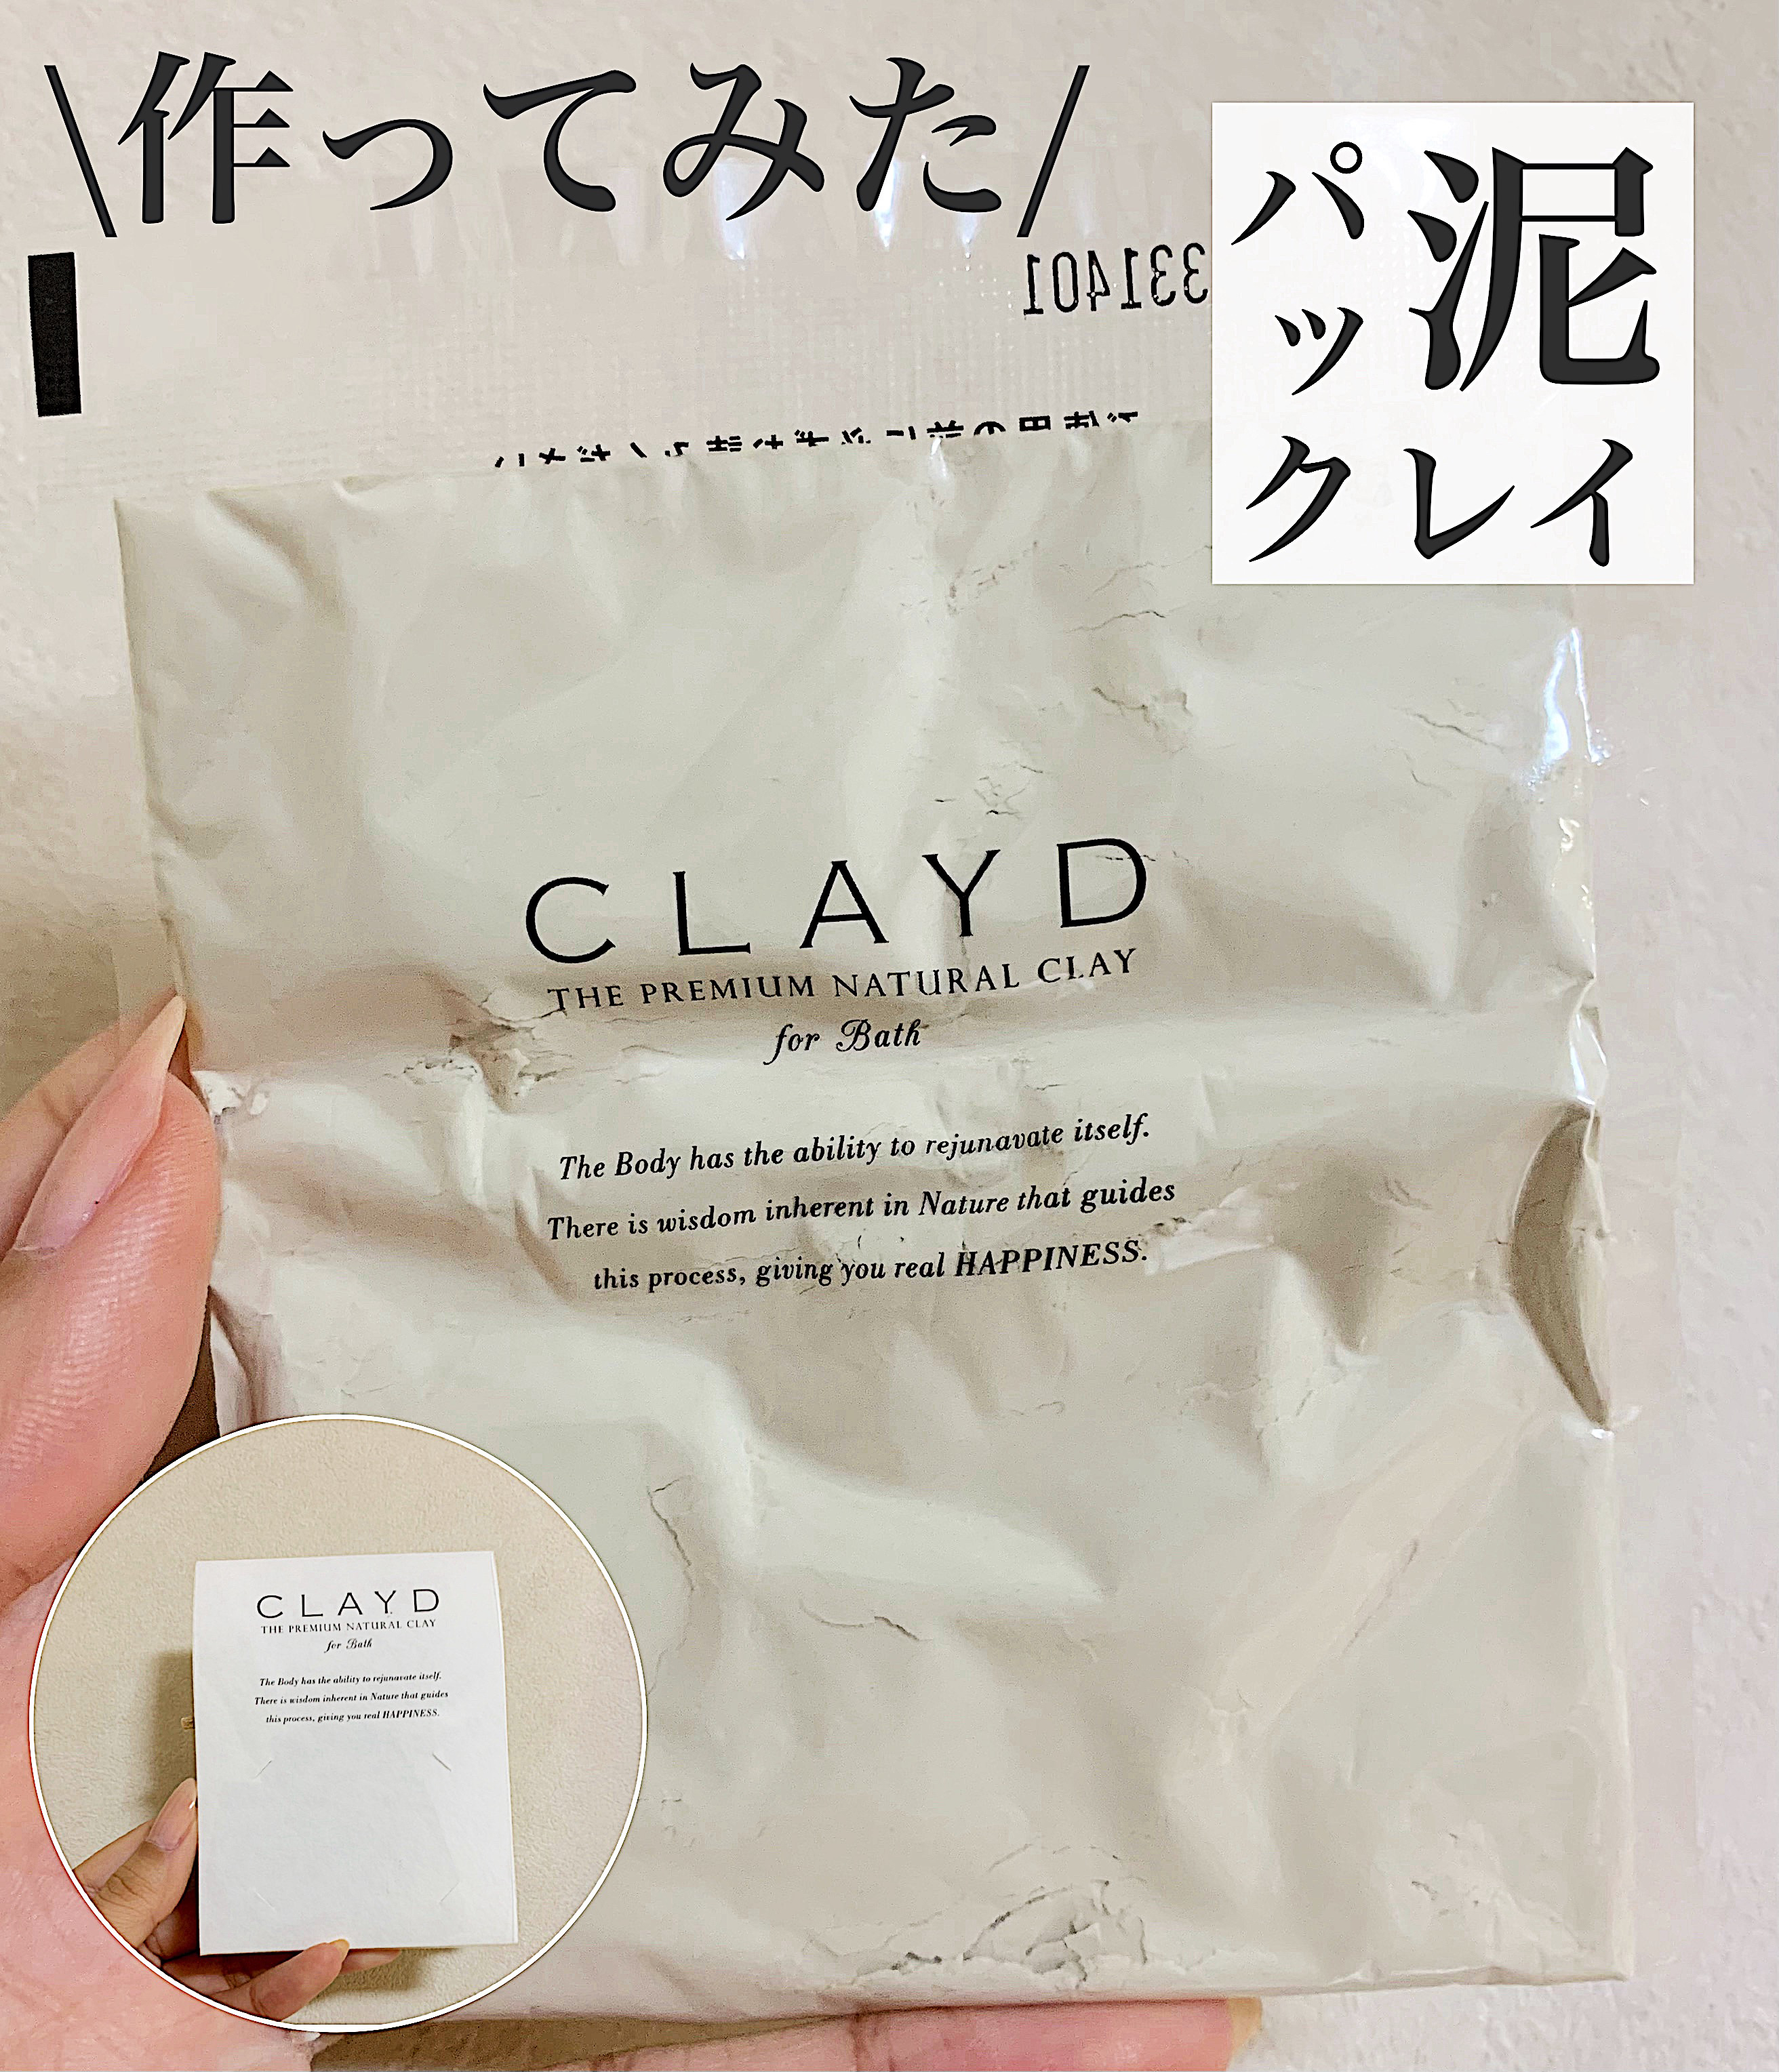 \作ってみた/
泥
パック
クレイ
331401
CLAYD
THE PREMIUM NATURAL CLAY
for Bath
The Body has the ability to rejunavate itself.
There is wisdom inherent in Nature that guides
this process, giving you real HAPPINESS.
CLAYD
THE PREMIUM NATURAL CLAY
for Bath
The Body has the ability to rejunavate itself.
There is wisdom inherent in Nature that guides
this process, giving you real HAPPINESS.